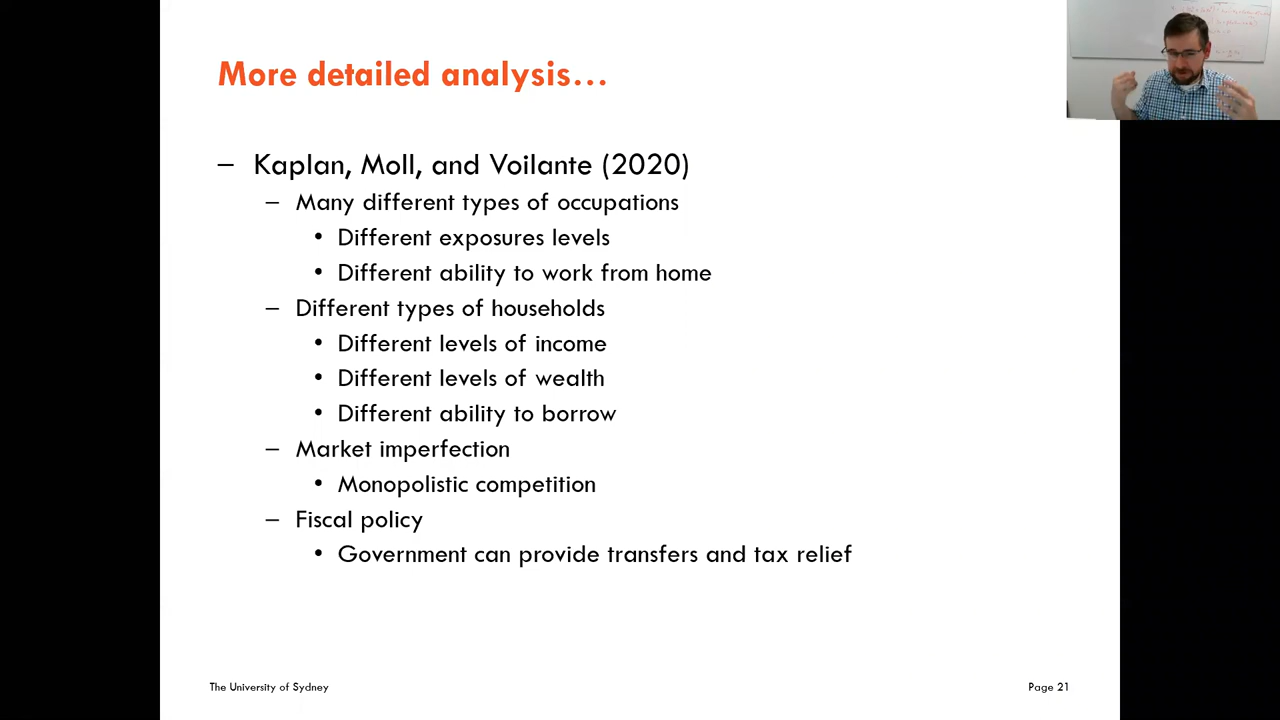 More detailed analysis…
– Kaplan, Moll, and Voilante (2020)
– Many different types of occupations
• Different exposures levels
• Different ability to work from home
– Different types of households
• Different levels of income
• Different levels of wealth
• Different ability to borrow
– Market imperfection
• Monopolistic competition
– Fiscal policy
• Government can provide transfers and tax relief
The University of Sydney
Page 21